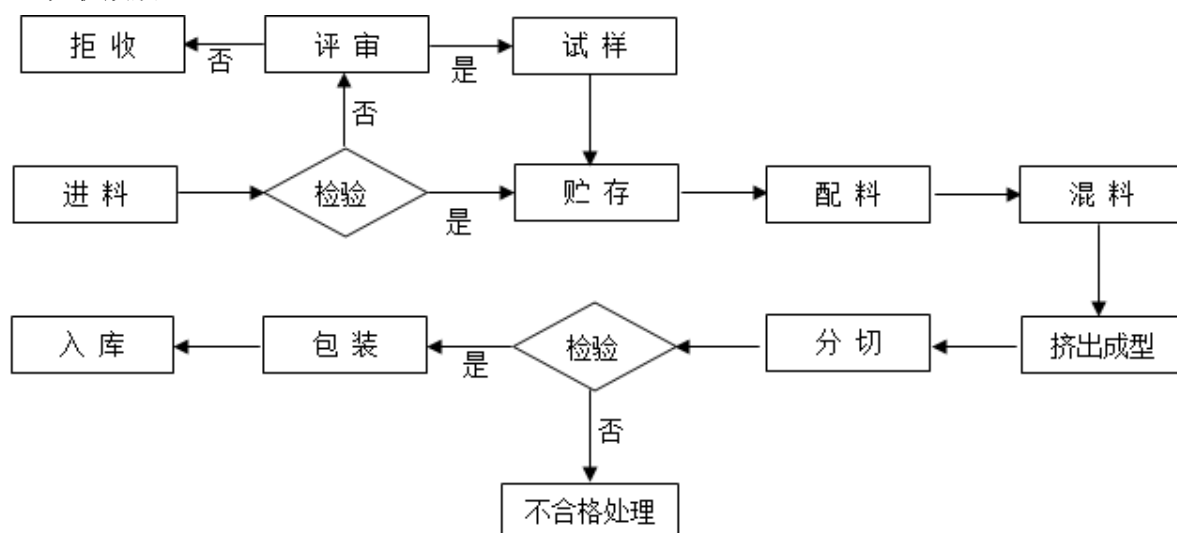 拒 收
否
评 审
是
试 样
否
进 料
检验
是
贮 存
配 料
混 料
入 库
包 装
是
检验
分 切
挤出成型
否
不合格处理